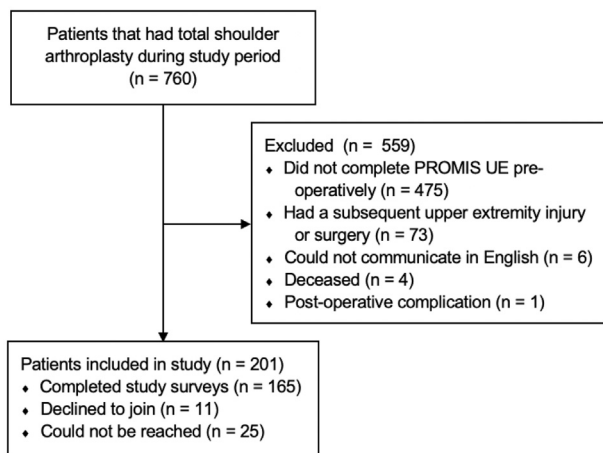 Patients that had total shoulder
arthroplasty during study period
(n = 760)
Excluded (n = 559)
♦ Did not complete PROMIS UE pre-
operatively (n = 475)
♦ Had a subsequent upper extremity injury
or surgery (n = 73)
♦ Could not communicate in English (n = 6)
♦ Deceased (n = 4)
♦ Post-operative complication (n = 1)
Patients included in study (n = 201)
♦ Completed study surveys (n = 165)
♦ Declined to join (n = 11)
♦ Could not be reached (n = 25)